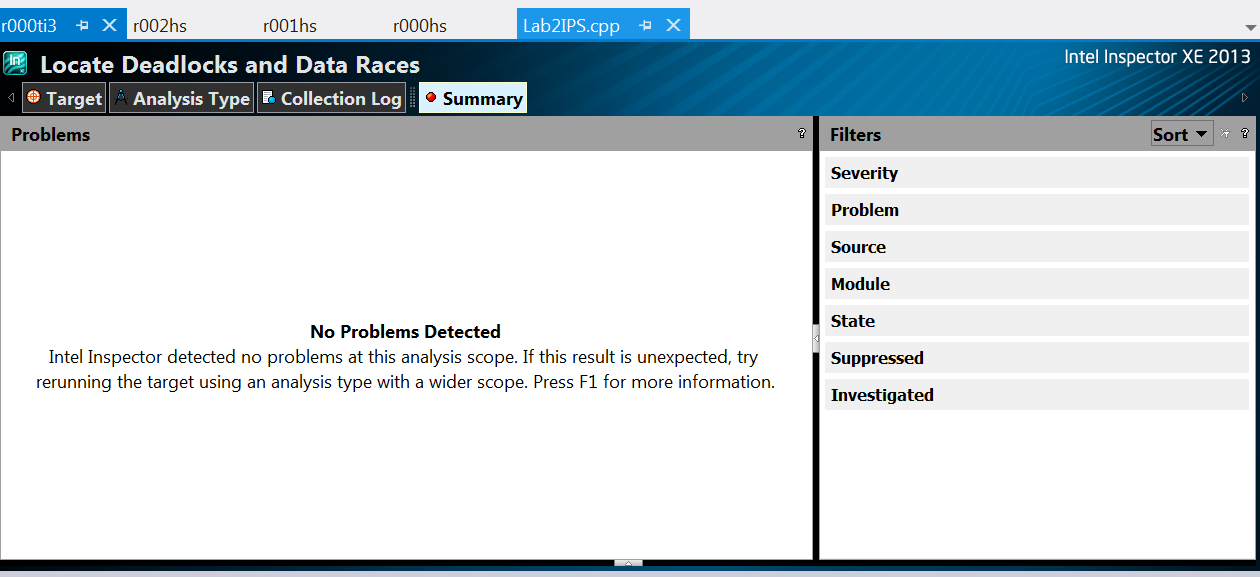 r000ti3
r002hs
r001hs
r000hs
Lab2IPS.cpp
Locate Deadlocks and Data Races
Intel Inspector XE 2013
Target
Analysis Type
Collection Log
Summary
Problems
?
Filters
Sort
?
Severity
Problem
Source
Module
State
Suppressed
Investigated
No Problems Detected
Intel Inspector detected no problems at this analysis scope. If this result is unexpected, try
rerunning the target using an analysis type with a wider scope. Press F1 for more information.